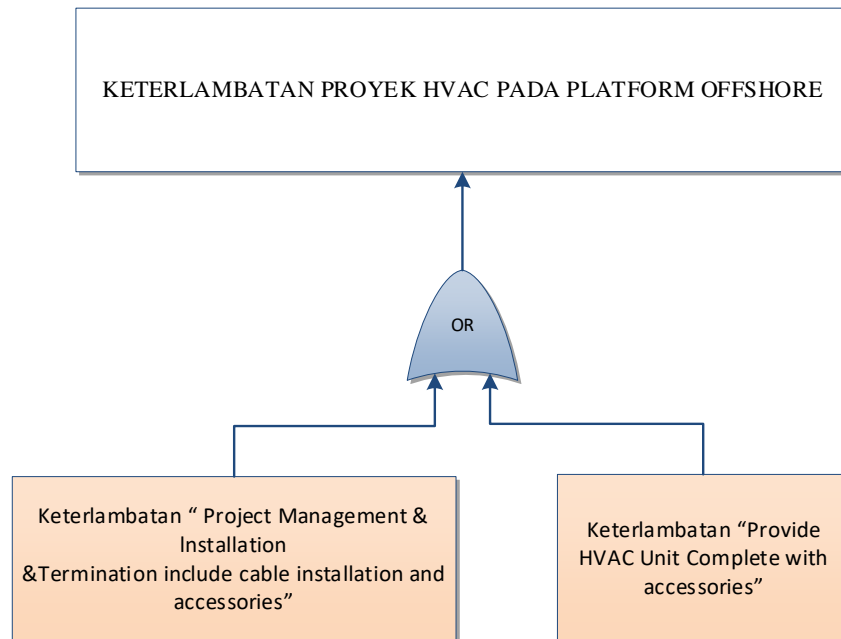 KETERLAMBATAN PROYEK HVAC PADA PLATFORM OFFSHORE
OR
Keterlambatan “ Project Management &
Installation
&Termination include cable installation and
accessories”
Keterlambatan “Provide
HVAC Unit Complete with
accessories”